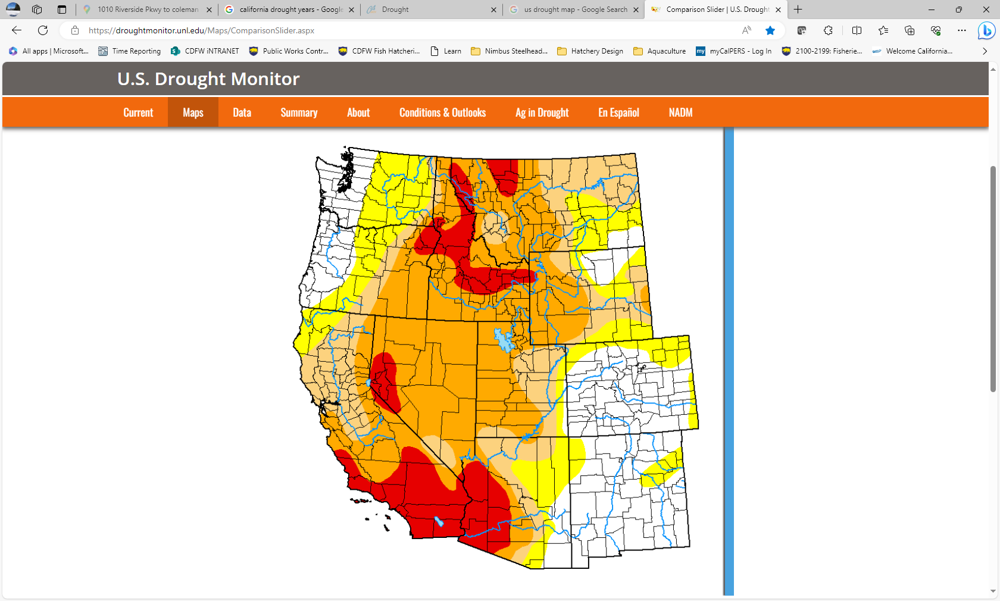 1010 Riverside Pkwy to coleman
california drought years - Google
Drought
us drought map - Google Search
Comparison Slider | U.S. Drought
https://droughtmonitor.unl.edu/Maps/ComparisonSlider.aspx
All apps | Microsoft...
Time Reporting
CDFW iNTRANET
Public Works Contr...
CDFW Fish Hatcheri...
Learn
Nimbus Steelhead...
Hatchery Design
Aquaculture
my
myCalPERS - Log In
2100-2199: Fisherie...
Welcome California...
U.S. Drought Monitor
Current
Maps
Data
Summary
About
Conditions & Outlooks
Ag in Drought
En Español
NADM